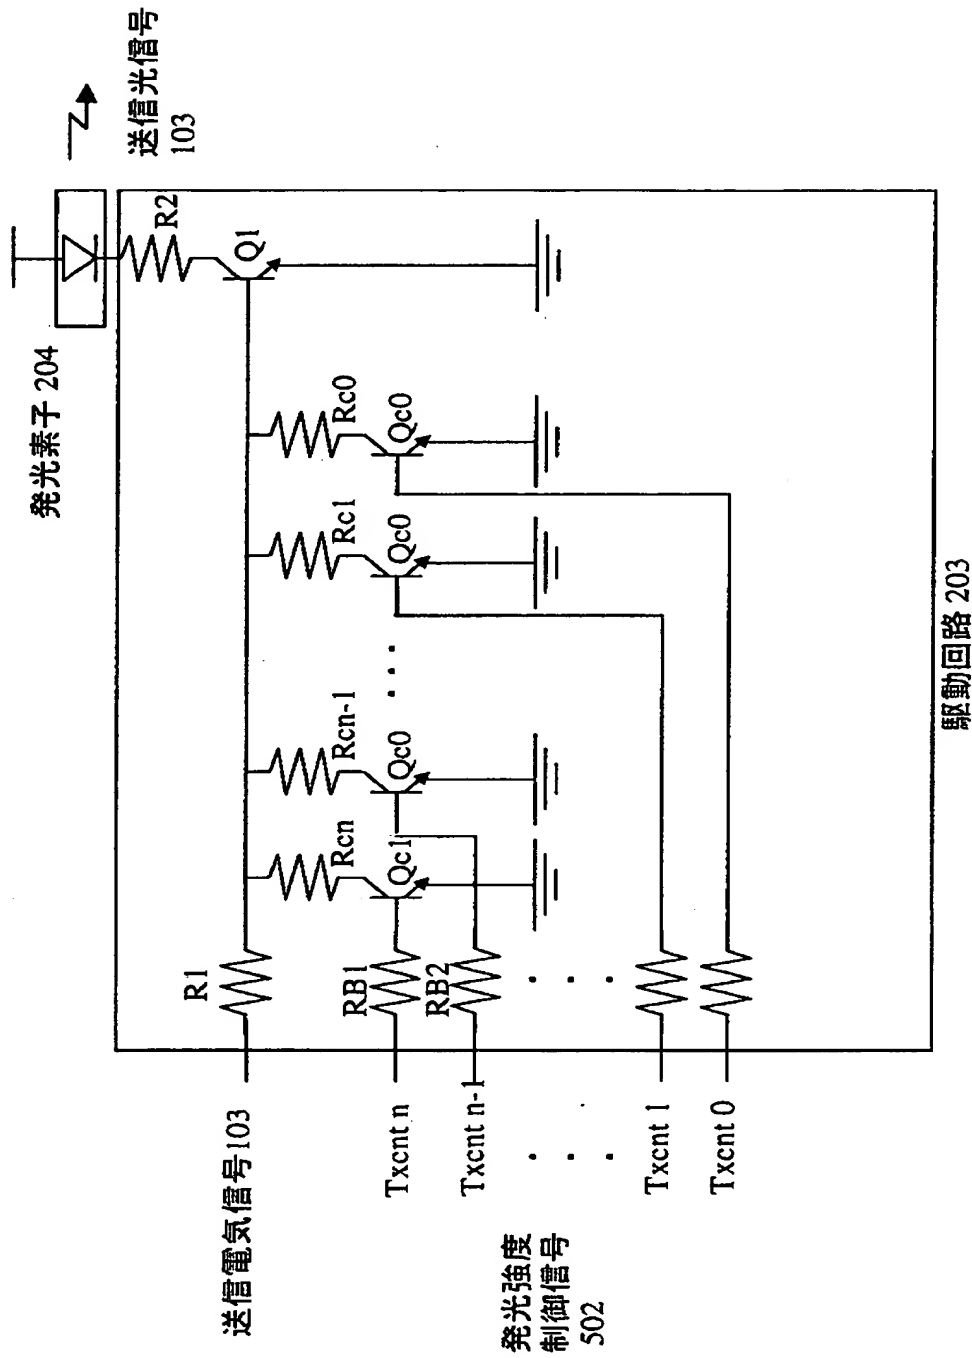 発光素子 204
送信光信号
103
R2
Q1
Rc0
Qc0
Rc1
Qc0
Rcn-1
Qc0
Rcn
Qc1
R1
RB1
RB2
送信電気信号103
Txcnt n
Txcnt n-1
Txcnt 1
Txcnt 0
発光強度
制御信号
502
駆動回路 203